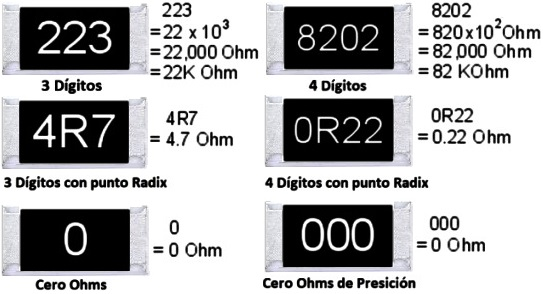 223
223
=22 x 10³
=22,000 Ohm
=22K Ohm
3 Dígitos
8202
8202
=820x10²Ohm
=82,000 Ohm
=82 KOhm
4 Dígitos
4R7
4R7
= 4.7 Ohm
3 Dígitos con punto Radix
0R22
0R22
=0.22 Ohm
4 Dígitos con punto Radix
0
0
=0 Ohm
Cero Ohms
000
000
=0 Ohm
Cero Ohms de Presición